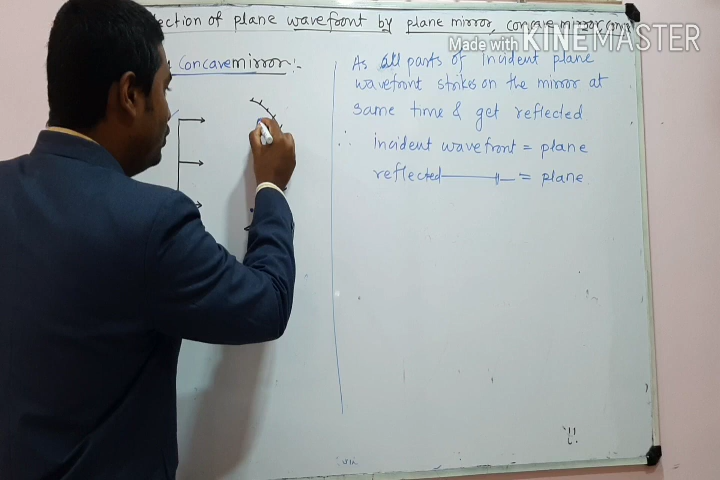 ection of plane wavefront by plane mirror, concave mirror
Made with KINEMASTER
Concave mirror :-
As all parts of incident plane
wavefront strikes on the mirror at
same time & get reflected
∴ incident wavefront = plane
reflected —〃— = plane